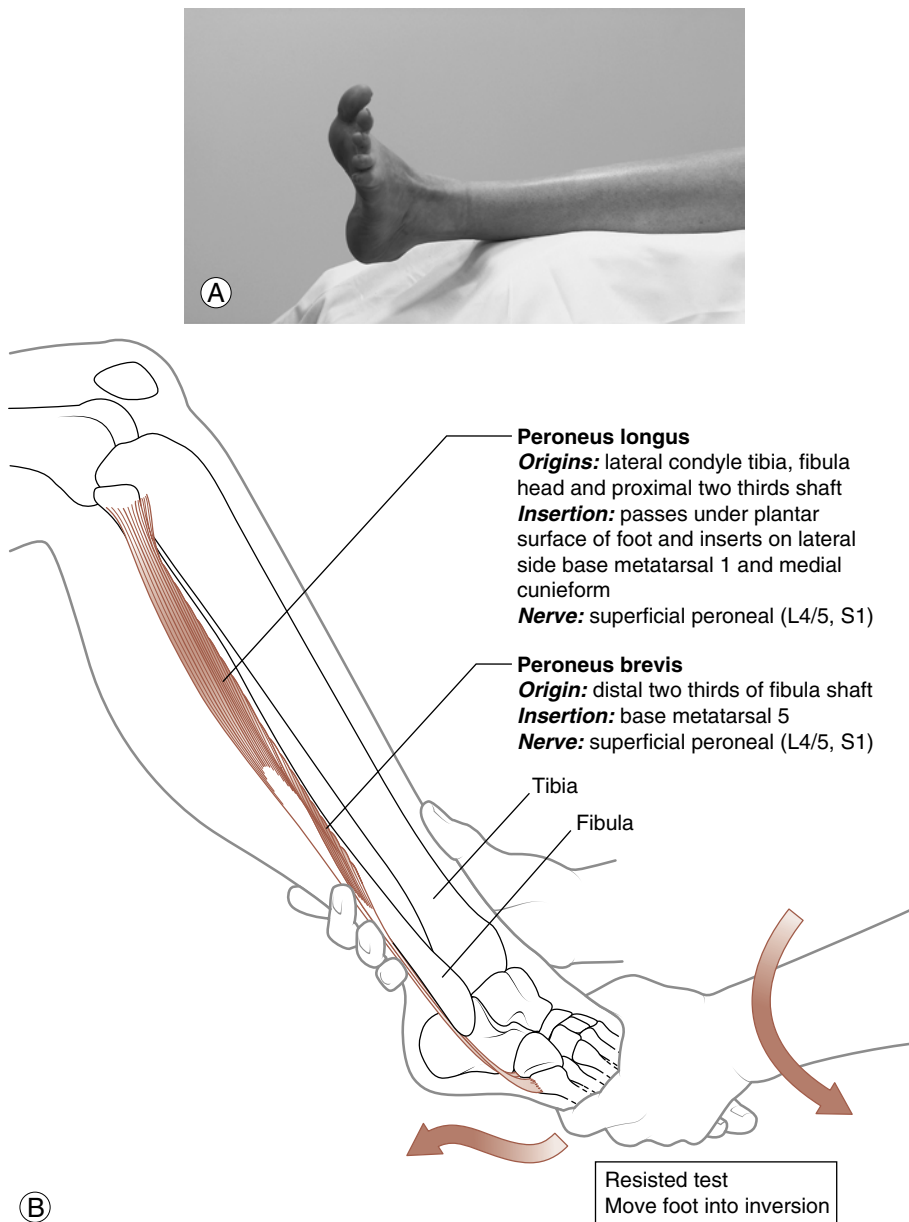 A
Peroneus longus
Origins: lateral condyle tibia, fibula
head and proximal two thirds shaft
Insertion: passes under plantar
surface of foot and inserts on lateral
side base metatarsal 1 and medial
cunieform
Nerve: superficial peroneal (L4/5, S1)
Peroneus brevis
Origin: distal two thirds of fibula shaft
Insertion: base metatarsal 5
Nerve: superficial peroneal (L4/5, S1)
Tibia
Fibula
Resisted test
Move foot into inversion
B